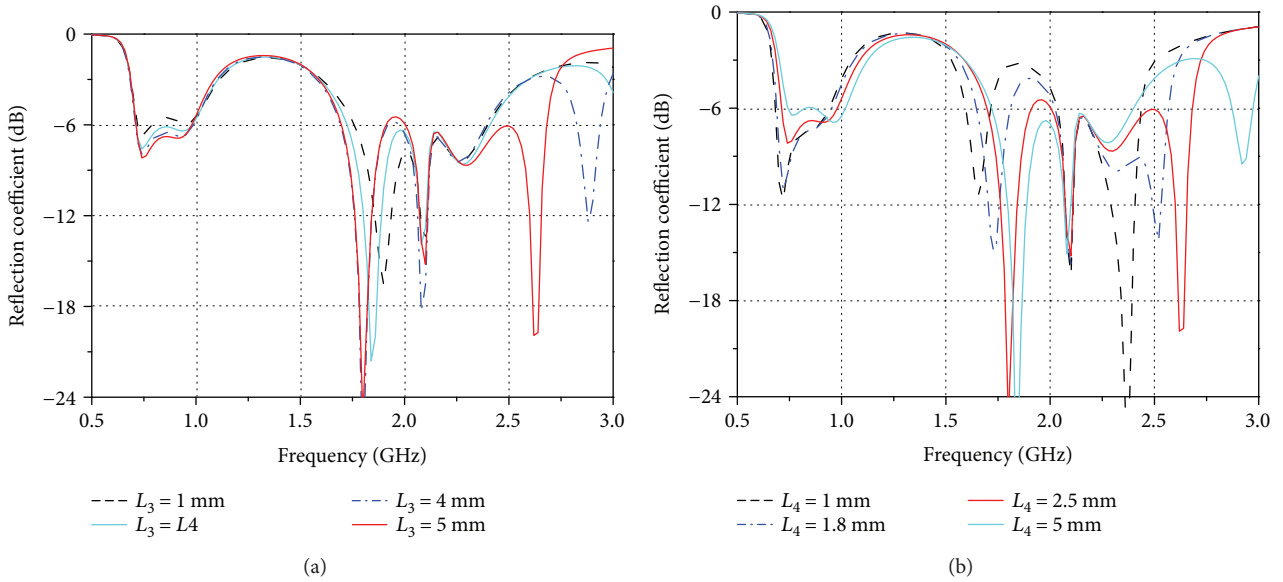 Reflection coefficient (dB)
−0
−6
−12
−18
−24
0.5 1.0 1.5 2.0 2.5 3.0
Frequency (GHz)
L3 = 1 mm
L3 = L4
L3 = 4 mm
L3 = 5 mm
(a)
Reflection coefficient (dB)
0
−6
−12
−18
−24
0.5 1.0 1.5 2.0 2.5 3.0
Frequency (GHz)
L4 = 1 mm
L4 = 1.8 mm
L4 = 2.5 mm
L4 = 5 mm
(b)